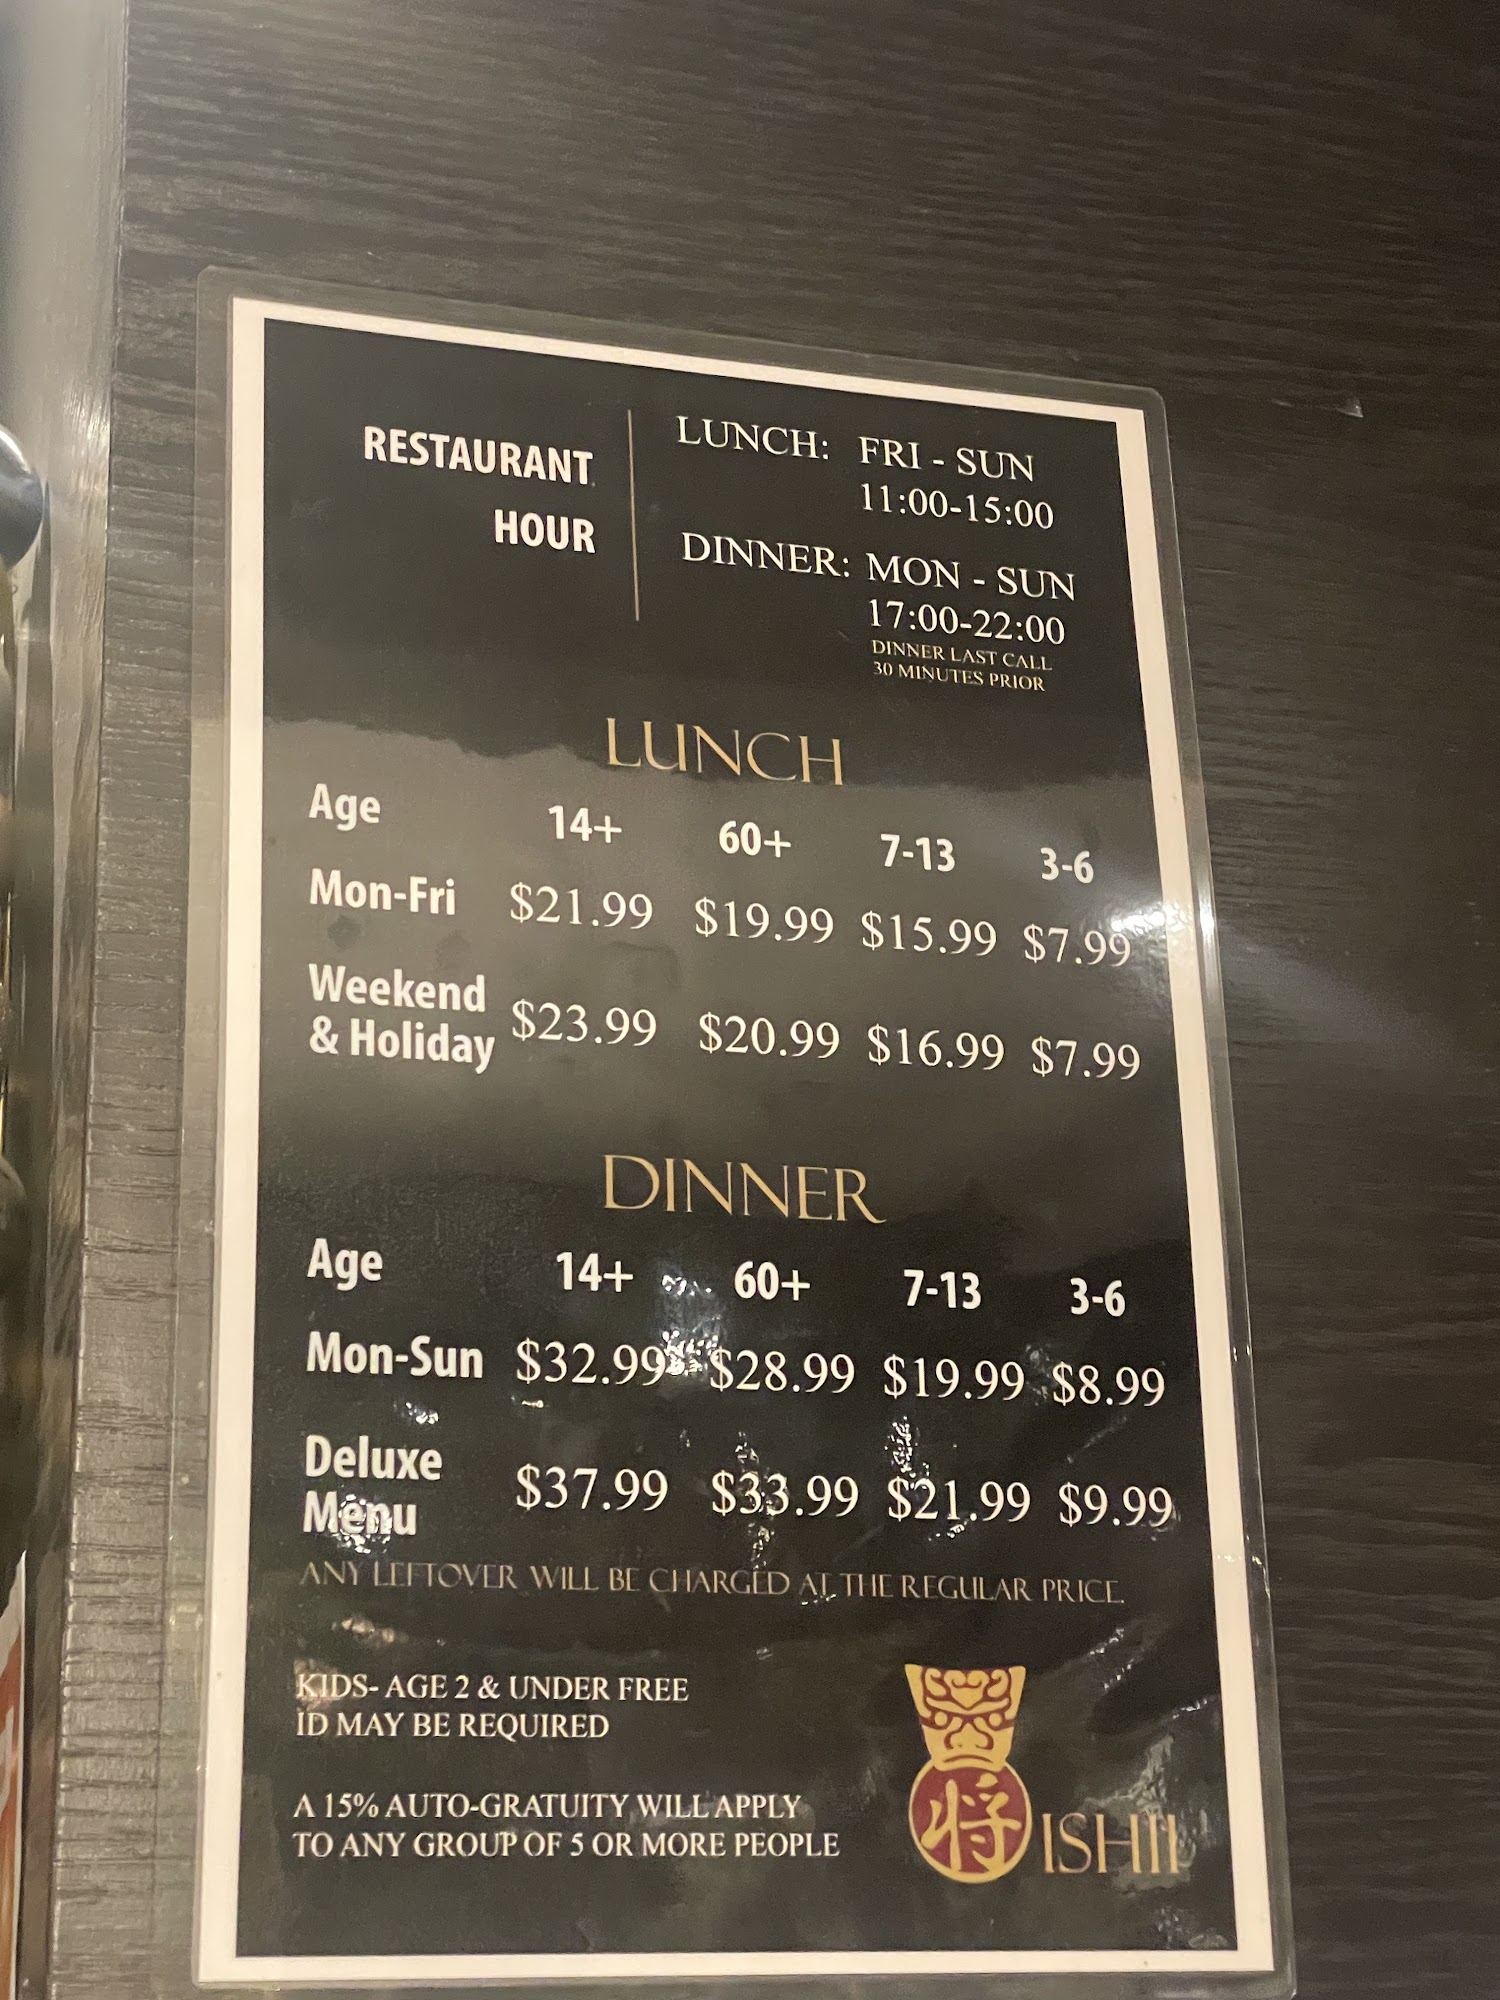 RESTAURANT
HOUR
LUNCH: FRI - SUN
11:00-15:00
DINNER: MON - SUN
17:00-22:00
DINNER LAST CALL
30 MINUTES PRIOR
LUNCH
Age 14+ 60+ 7-13 3-6
Mon-Fri $21.99 $19.99 $15.99 $7.99
Weekend
& Holiday $23.99 $20.99 $16.99 $7.99
DINNER
Age 14+ 60+ 7-13 3-6
Mon-Sun $32.99 $28.99 $19.99 $8.99
Deluxe
Menu $37.99 $33.99 $21.99 $9.99
ANY LEFTOVER WILL BE CHARGED AT THE REGULAR PRICE.
KIDS- AGE 2 & UNDER FREE
ID MAY BE REQUIRED
A 15% AUTO-GRATUITY WILL APPLY
TO ANY GROUP OF 5 OR MORE PEOPLE
将 ISHII